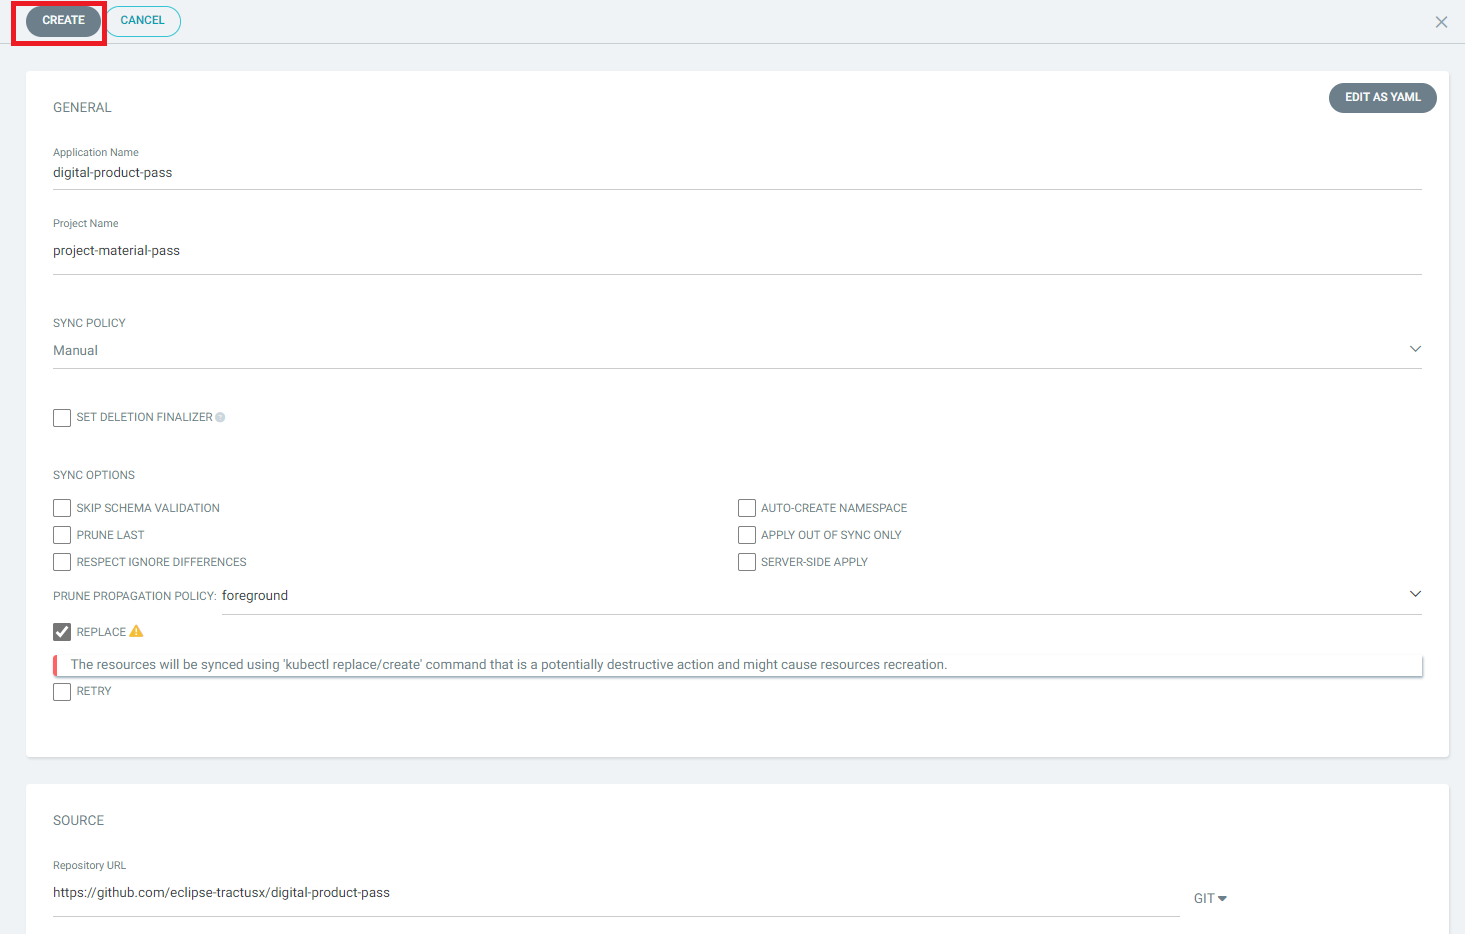 CREATE CANCEL
GENERAL
EDIT AS YAML
Application Name
digital-product-pass
Project Name
project-material-pass
SYNC POLICY
Manual
SET DELETION FINALIZER
SYNC OPTIONS
SKIP SCHEMA VALIDATION AUTO-CREATE NAMESPACE
PRUNE LAST APPLY OUT OF SYNC ONLY
RESPECT IGNORE DIFFERENCES SERVER-SIDE APPLY
PRUNE PROPAGATION POLICY: foreground
REPLACE
The resources will be synced using 'kubectl replace/create' command that is a potentially destructive action and might cause resources recreation.
RETRY
SOURCE
Repository URL
https://github.com/eclipse-tractusx/digital-product-pass
GIT